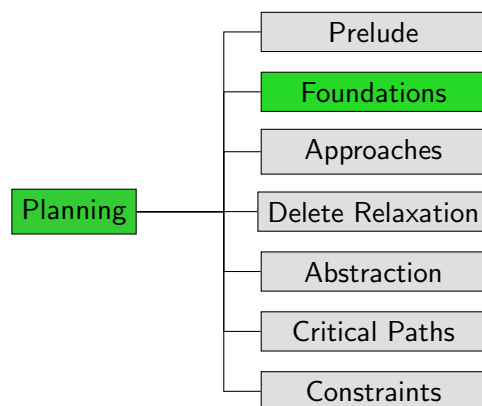 Prelude
Foundations
Approaches
Planning
Delete Relaxation
Abstraction
Critical Paths
Constraints